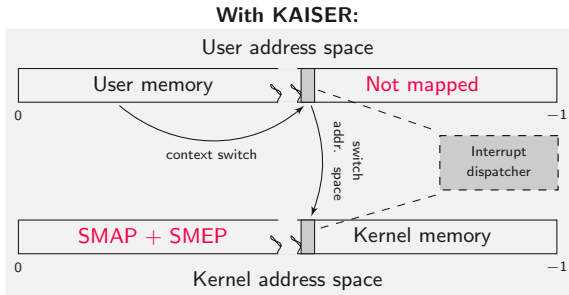 With KAISER:
User address space
User memory
Not mapped
0
−1
context switch
switch
addr. space
Interrupt
dispatcher
SMAP + SMEP
Kernel memory
0
−1
Kernel address space